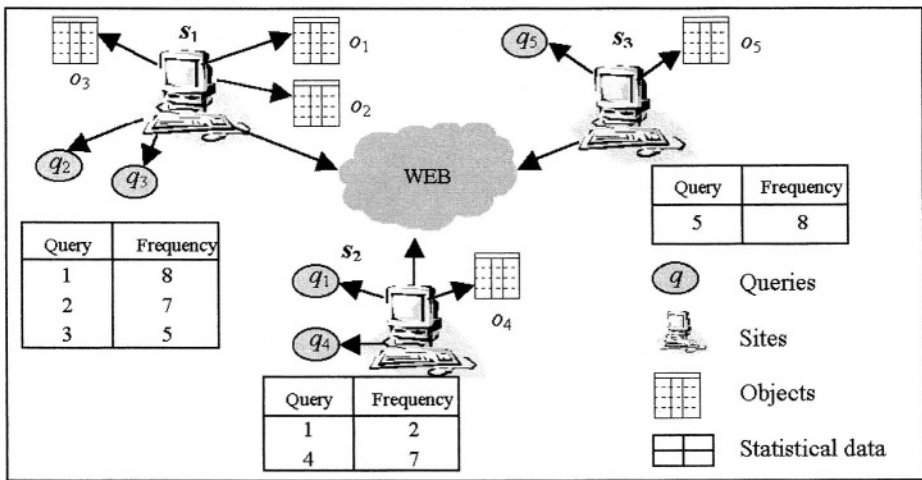 s1
o3
o1
o2
q2
q3
Query Frequency
1 8
2 7
3 5
WEB
s2
q1
q4
o4
Query Frequency
1 2
4 7
q5
s3
o5
Query Frequency
5 8
q Queries
Sites
Objects
Statistical data